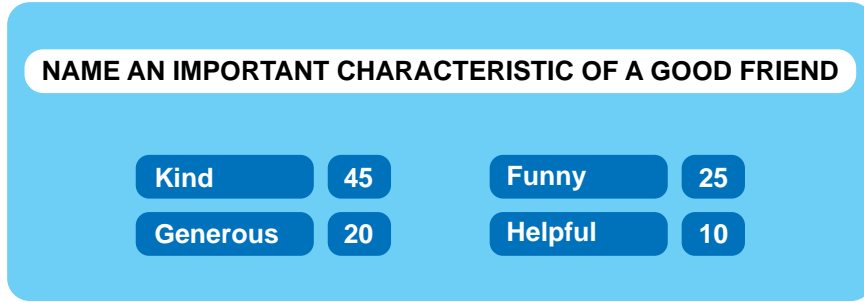 NAME AN IMPORTANT CHARACTERISTIC OF A GOOD FRIEND
Kind 45 Funny 25
Generous 20 Helpful 10